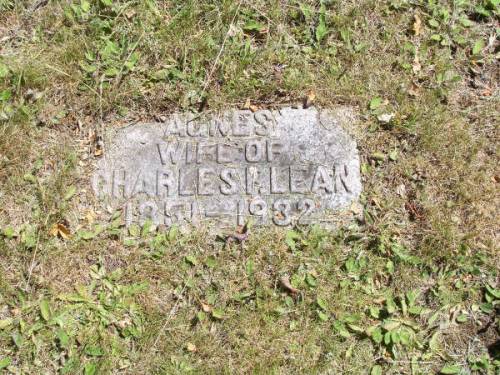 AGNES
WIFE OF
CHARLES H. LEAN
1851-1932